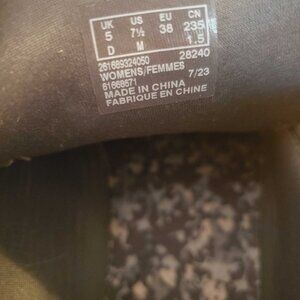 UK US EU CN
5 7½ 38 235
D M 1.5
261689324050 28240
WOMENS/FEMMES
61668571 7/23
MADE IN CHINA
FABRIQUE EN CHINE